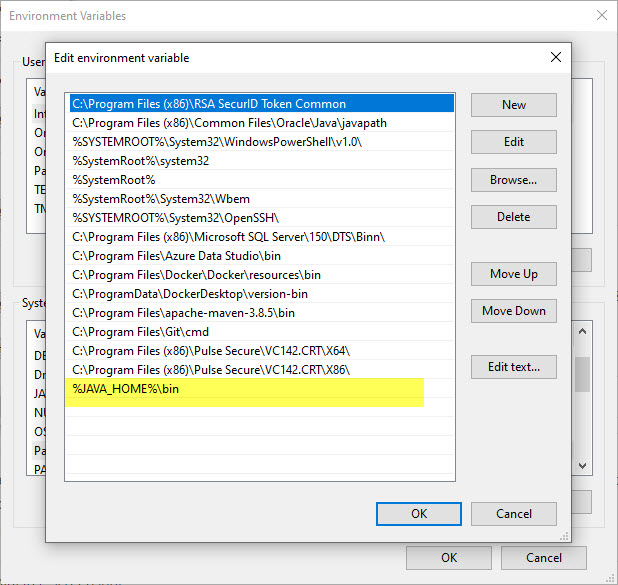 Environment Variables
Edit environment variable
User
Va
In
Or
Or
Pa
TE
TN
C:\Program Files (x86)\RSA SecurID Token Common
C:\Program Files (x86)\Common Files\Oracle\Java\javapath
%SYSTEMROOT%\System32\WindowsPowerShell\v1.0\
%SystemRoot%\system32
%SystemRoot%
%SystemRoot%\System32\Wbem
%SYSTEMROOT%\System32\OpenSSH\
C:\Program Files (x86)\Microsoft SQL Server\150\DTS\Binn\
C:\Program Files\Azure Data Studio\bin
C:\Program Files\Docker\Docker\resources\bin
C:\ProgramData\DockerDesktop\version-bin
C:\Program Files\apache-maven-3.8.5\bin
C:\Program Files\Git\cmd
C:\Program Files (x86)\Pulse Secure\VC142.CRT\X64\
C:\Program Files (x86)\Pulse Secure\VC142.CRT\X86\
%JAVA_HOME%\bin
New
Edit
Browse...
Delete
Move Up
Move Down
Edit text...
Syste
Va
Dr
JA
NU
OS
Pa
PA
OK
Cancel
OK
Cancel